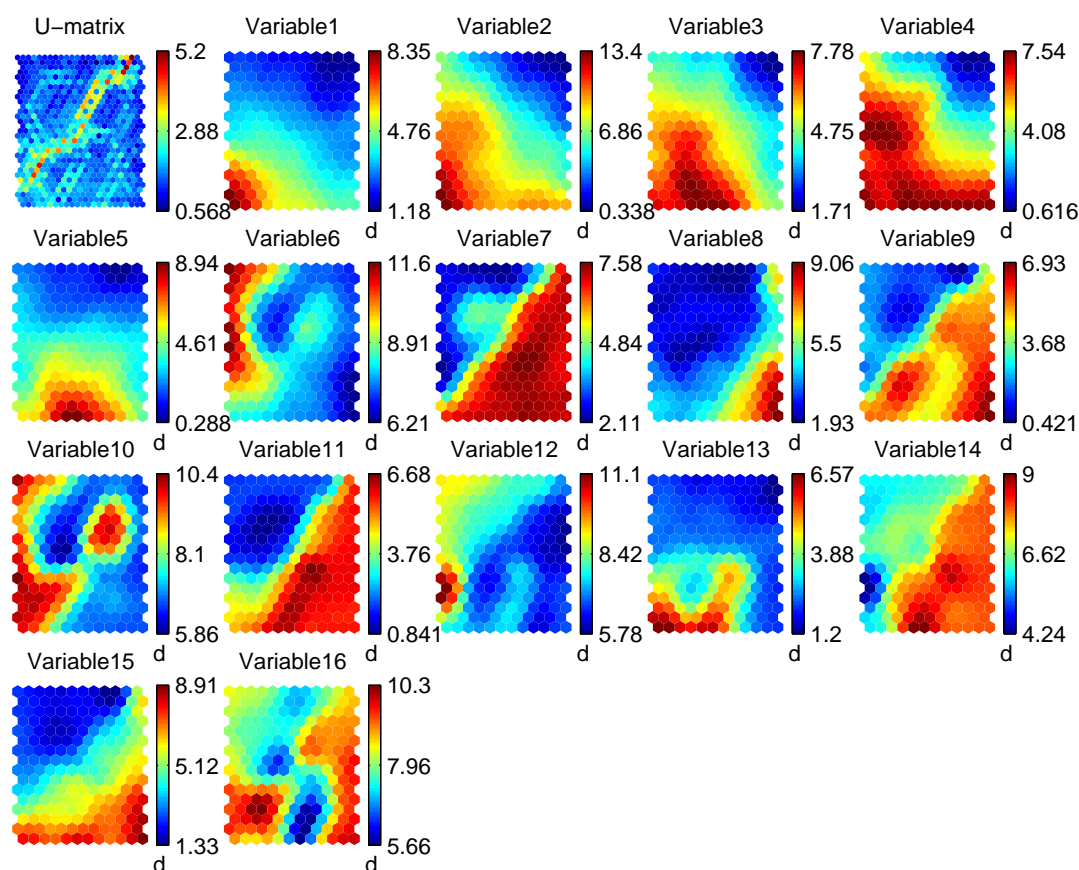 U−matrix
5.2
2.88
0.568
Variable1
8.35
4.76
1.18
d
Variable2
13.4
6.86
0.338
d
Variable3
7.78
4.75
1.71
d
Variable4
7.54
4.08
0.616
d
Variable5
8.94
4.61
0.288
d
Variable6
11.6
8.91
6.21
d
Variable7
7.58
4.84
2.11
d
Variable8
9.06
5.5
1.93
d
Variable9
6.93
3.68
0.421
d
Variable10
10.4
8.1
5.86
d
Variable11
6.68
3.76
0.841
d
Variable12
11.1
8.42
5.78
d
Variable13
6.57
3.88
1.2
d
Variable14
9
6.62
4.24
d
Variable15
8.91
5.12
1.33
d
Variable16
10.3
7.96
5.66
d